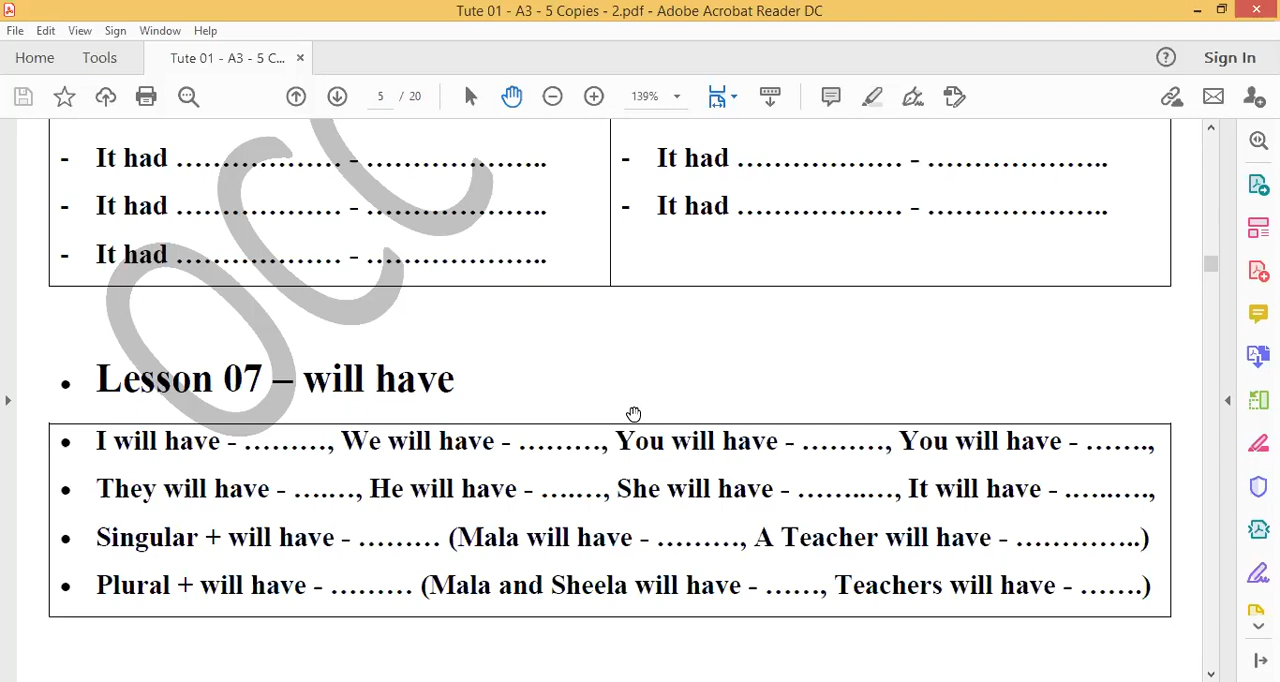 Tute 01 - A3 - 5 Copies - 2.pdf - Adobe Acrobat Reader DC
File Edit View Sign Window Help
Home Tools Tute 01 - A3 - 5 C... × Sign In
5 / 20 139%
- It had ……………… - ………………..
- It had ……………… - ………………..
- It had ……………… - ………………..
- It had ……………… - ………………..
- It had ……………… - ………………..
• Lesson 07 – will have
• I will have - ………, We will have - ………, You will have - ………, You will have - …….,
• They will have - …..…, He will have - …..…, She will have - ……..…, It will have - ………..,
• Singular + will have - ……… (Mala will have - ………, A Teacher will have - …………..)
• Plural + will have - ……… (Mala and Sheela will have - ……, Teachers will have - …….)